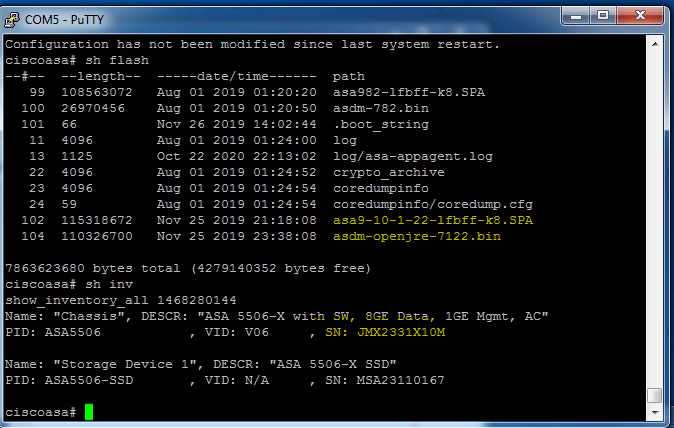 COM5 - PuTTY
Configuration has not been modified since last system restart.
ciscoasa# sh flash
--#--  --length--  -----date/time------  path
   99  108563072   Aug 01 2019 01:20:20  asa982-lfbff-k8.SPA
  100  26970456    Aug 01 2019 01:20:50  asdm-782.bin
  101  66          Nov 26 2019 14:02:44  .boot_string
   11  4096        Aug 01 2019 01:24:00  log
   13  1125        Oct 22 2020 22:13:02  log/asa-appagent.log
   22  4096        Aug 01 2019 01:24:52  crypto_archive
   23  4096        Aug 01 2019 01:24:54  coredumpinfo
   24  59          Aug 01 2019 01:24:54  coredumpinfo/coredump.cfg
  102  115318672   Nov 25 2019 21:18:08  asa9-10-1-22-lfbff-k8.SPA
  104  110326700   Nov 25 2019 23:38:08  asdm-openjre-7122.bin
7863623680 bytes total (4279140352 bytes free)
ciscoasa# sh inv
show_inventory_all 1468280144
Name: "Chassis", DESCR: "ASA 5506-X with SW, 8GE Data, 1GE Mgmt, AC"
PID: ASA5506           , VID: V06     , SN: JMX2331X10M
Name: "Storage Device 1", DESCR: "ASA 5506-X SSD"
PID: ASA5506-SSD       , VID: N/A     , SN: MSA23110167
ciscoasa#